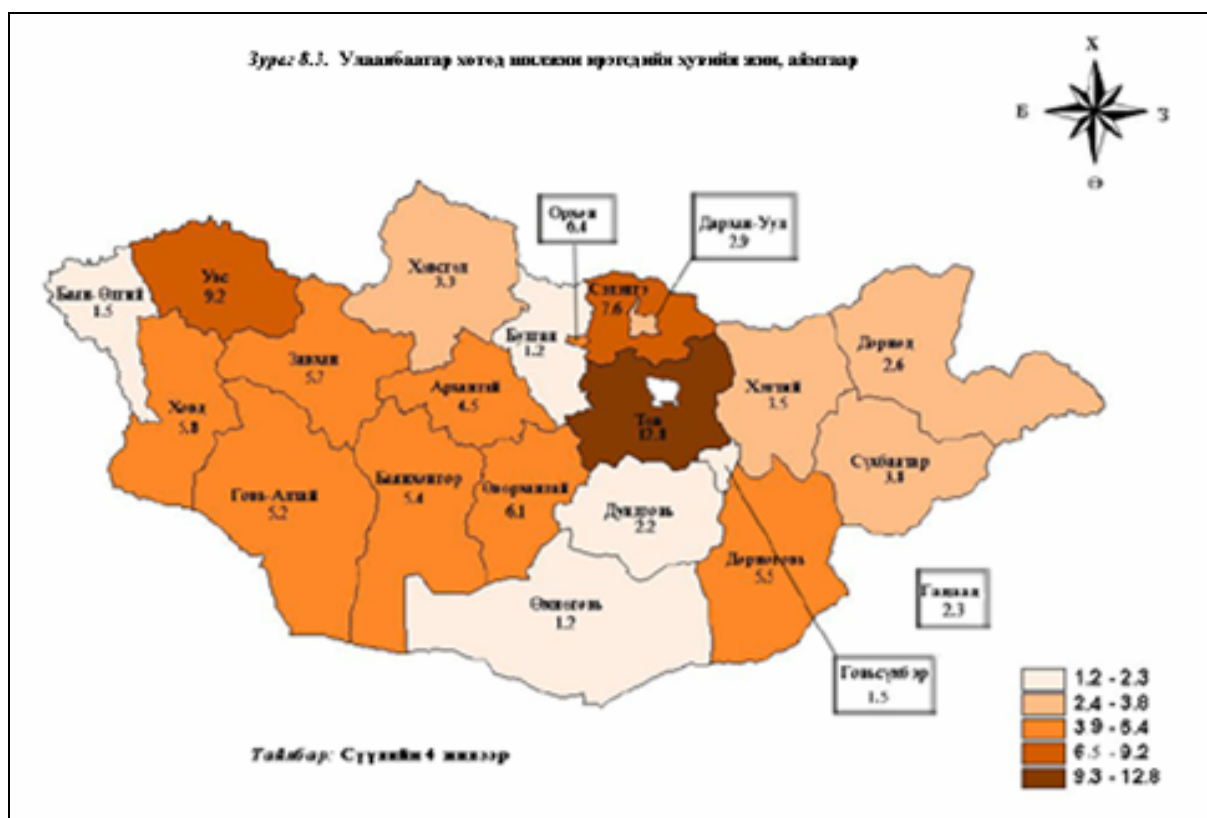 Зураг 8.3. Улаанбаатар хотод шилжин ирэгсдийн хувийн жин, аймгаар
Х
Б
З
Ө
Орхон
6.4
Дархан-Уул
2.9
Увс
9.2
Хөвсгөл
3.3
Сэлэнгэ
7.6
Баян-Өлгий
1.5
Булган
1.2
Дорнод
2.6
Завхан
5.7
Архангай
4.5
Хэнтий
3.5
Ховд
5.8
Төв
12.8
Сүхбаатар
3.8
Говь-Алтай
5.2
Баянхонгор
5.4
Өвөрхангай
6.1
Дундговь
2.2
Дорноговь
5.5
Гадаад
2.3
Өмнөговь
1.2
Говьсүмбэр
1.5
1.2 - 2.3
2.4 - 3.8
3.9 - 6.4
6.5 - 9.2
9.3 - 12.8
Тайлбар: Сүүлийн 4 жилээр